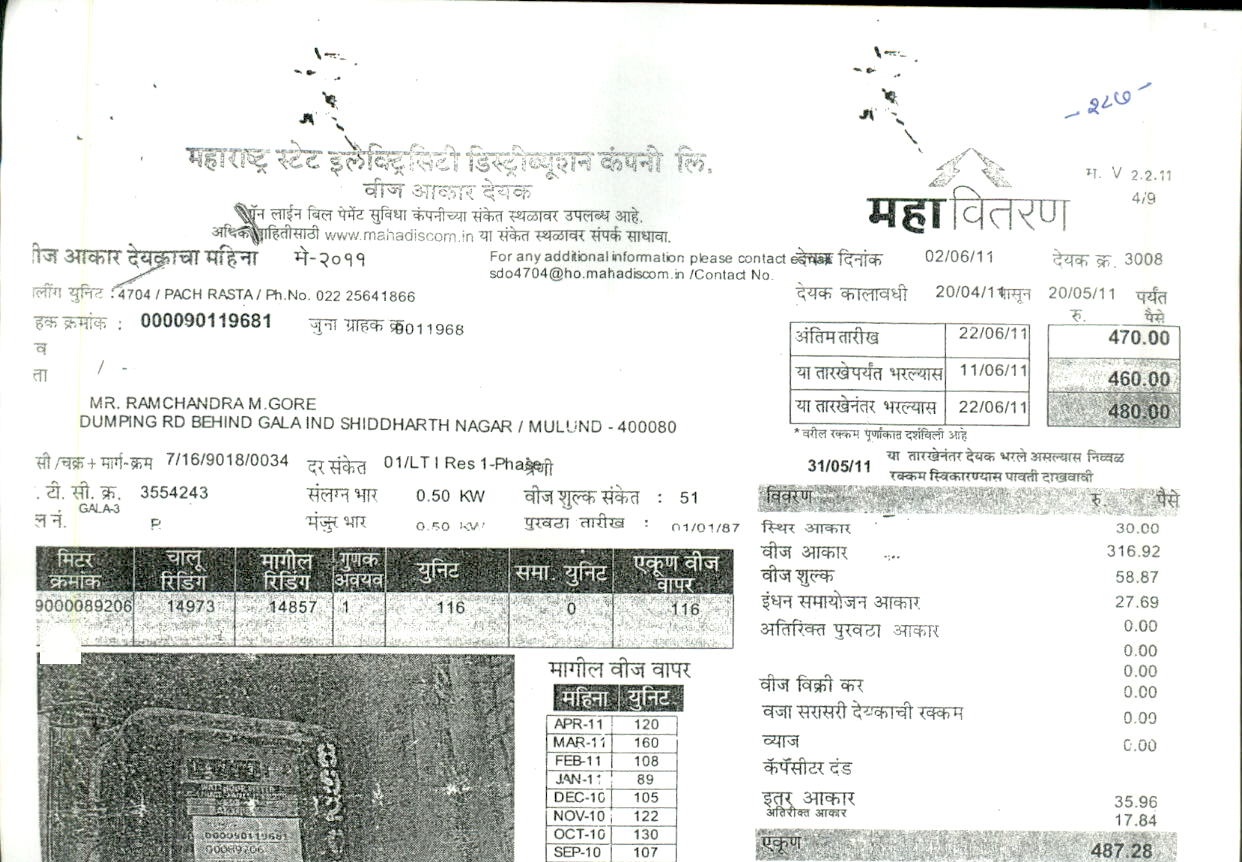 -२८७-
महाराष्ट्र स्टेट इलेक्ट्रिसिटी डिस्ट्रीब्यूशन कंपनी लि.
वीज आकार देयक
ऑन लाईन बिल पेमेंट सुविधा कंपनीच्या संकेत स्थळावर उपलब्ध आहे.
अधिक माहितीसाठी www.mahadiscom.in या संकेत स्थळावर संपर्क साधावा.
महावितरण
म. V 2.2.11
4/9
वीज आकार देयकाचा महिना मे-२०११
For any additional information please contact
sdo4704@ho.mahadiscom.in /Contact No.
देयक दिनांक 02/06/11 देयक क्र. 3008
लींग युनिट : 4704 / PACH RASTA / Ph.No. 022 25641866
देयक कालावधी 20/04/11 पासून 20/05/11 पर्यंत
हक क्रमांक : 000090119681 जुना ग्राहक क्र 0011968
व
ता / -
रु. पैसे
अंतिम तारीख 22/06/11 470.00
या तारखेपर्यंत भरल्यास 11/06/11 460.00
या तारखेनंतर भरल्यास 22/06/11 480.00
* वरील रक्कम पूर्णांकात दर्शविली आहे
MR. RAMCHANDRA M.GORE
DUMPING RD BEHIND GALA IND SHIDDHARTH NAGAR / MULUND - 400080
31/05/11 या तारखेनंतर देयक भरले असल्यास निव्वळ
रक्कम स्विकारण्यास पावती दाखवावी
सी /चक्र + मार्ग-क्रम 7/16/9018/0034 दर संकेत 01/LT I Res 1-Phase श्रेणी
. टी. सी. क्र. 3554243 संलग्न भार 0.50 KW वीज शुल्क संकेत : 51
GALA-3
ल नं. P मंजूर भार 0.50 KW पुरवठा तारीख : 01/01/87
मिटर क्रमांक चालू रिडिंग मागील रिडिंग गुणक अवयव युनिट समा. युनिट एकूण वीज वापर
9000089206 14973 14857 1 116 0 116
विवरण रु. पैसे
स्थिर आकार 30.00
वीज आकार 316.92
वीज शुल्क 58.87
इंधन समायोजन आकार 27.69
अतिरिक्त पुरवठा आकार 0.00
0.00
0.00
वीज विक्री कर 0.00
वजा सरासरी देयकाची रक्कम 0.00
व्याज 0.00
कॅपॅसीटर दंड
इतर आकार 35.96
अतिरीक्त आकार 17.84
एकूण 487.28
मागील वीज वापर
महिना युनिट
APR-11 120
MAR-11 160
FEB-11 108
JAN-11 89
DEC-10 105
NOV-10 122
OCT-10 130
SEP-10 107
000090119681
00089206